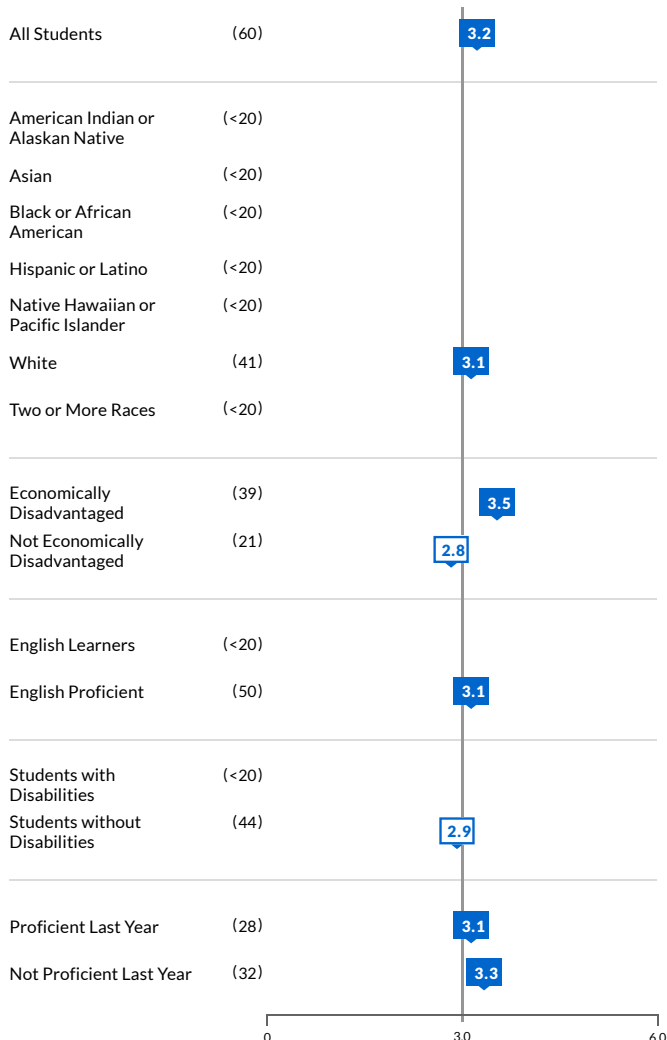 All Students (60) 3.2
American Indian or (<20)
Alaskan Native
Asian (<20)
Black or African (<20)
American
Hispanic or Latino (<20)
Native Hawaiian or (<20)
Pacific Islander
White (41) 3.1
Two or More Races (<20)
Economically (39) 3.5
Disadvantaged
Not Economically (21) 2.8
Disadvantaged
English Learners (<20)
English Proficient (50) 3.1
Students with (<20)
Disabilities
Students without (44) 2.9
Disabilities
Proficient Last Year (28) 3.1
Not Proficient Last Year (32) 3.3
0 3.0 6.0